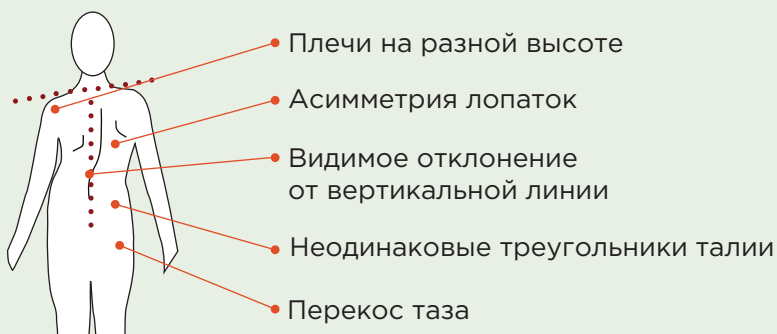 Плечи на разной высоте
Асимметрия лопаток
Видимое отклонение
от вертикальной линии
Неодинаковые треугольники талии
Перекос таза